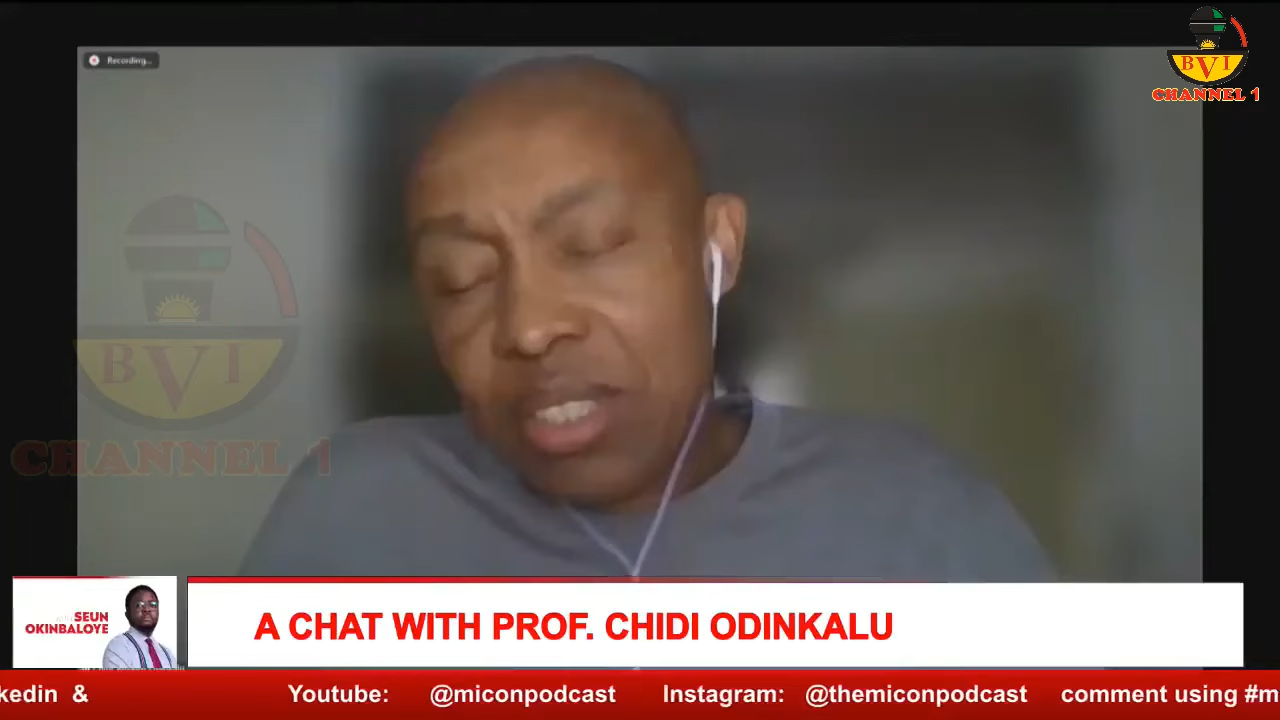 Recording...
BVI
CHANNEL 1
BVI
CHANNEL 1
SEUN
OKINBALOYE
A CHAT WITH PROF. CHIDI ODINKALU
kedin & Youtube: @miconpodcast Instagram: @themiconpodcast comment using #m